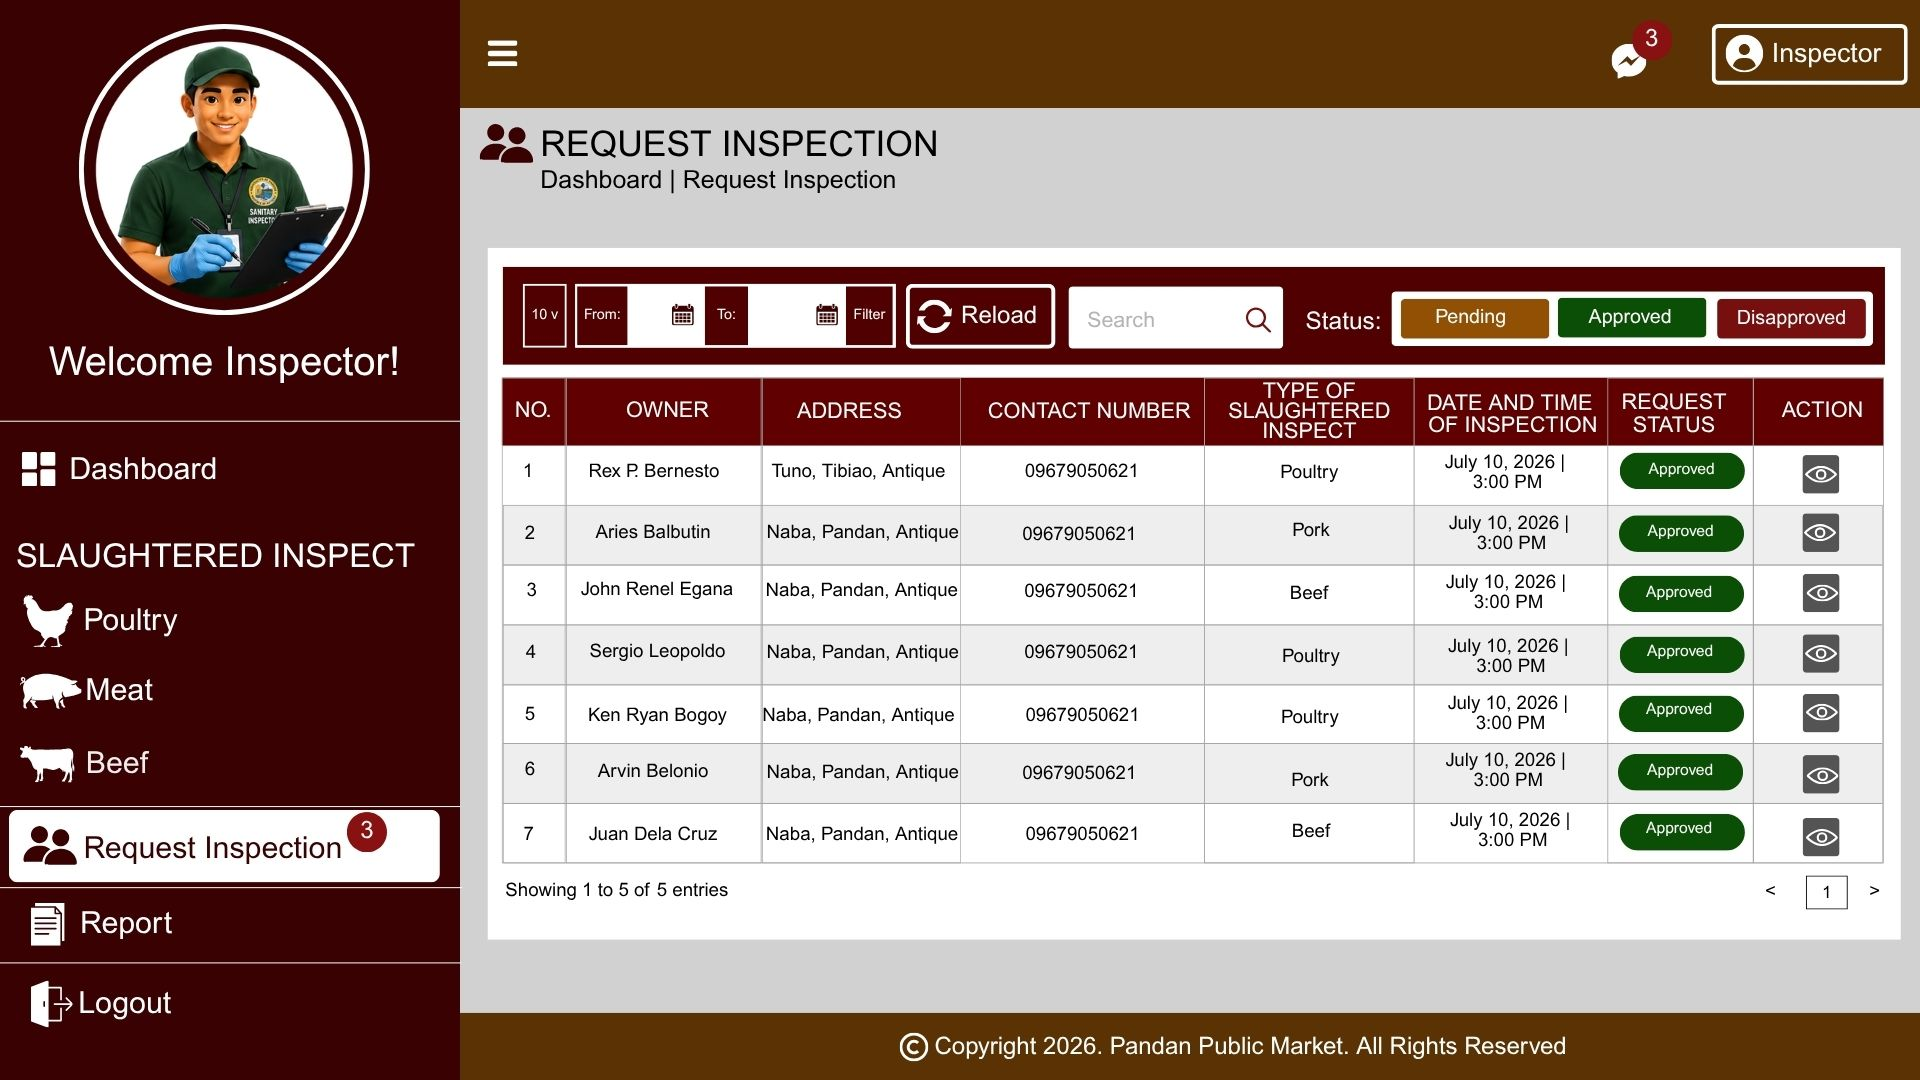 SANITARY
INSPECTOR
Welcome Inspector!
Dashboard
SLAUGHTERED INSPECT
Poultry
Meat
Beef
Request Inspection 3
Report
Logout
3
Inspector
REQUEST INSPECTION
Dashboard | Request Inspection
10 v From: To: Filter Reload Search Status: Pending Approved Disapproved
NO. OWNER ADDRESS CONTACT NUMBER TYPE OF SLAUGHTERED INSPECT DATE AND TIME OF INSPECTION REQUEST STATUS ACTION
1 Rex P. Bernesto Tuno, Tibiao, Antique 09679050621 Poultry July 10, 2026 | 3:00 PM Approved
2 Aries Balbutin Naba, Pandan, Antique 09679050621 Pork July 10, 2026 | 3:00 PM Approved
3 John Renel Egana Naba, Pandan, Antique 09679050621 Beef July 10, 2026 | 3:00 PM Approved
4 Sergio Leopoldo Naba, Pandan, Antique 09679050621 Poultry July 10, 2026 | 3:00 PM Approved
5 Ken Ryan Bogoy Naba, Pandan, Antique 09679050621 Poultry July 10, 2026 | 3:00 PM Approved
6 Arvin Belonio Naba, Pandan, Antique 09679050621 Pork July 10, 2026 | 3:00 PM Approved
7 Juan Dela Cruz Naba, Pandan, Antique 09679050621 Beef July 10, 2026 | 3:00 PM Approved
Showing 1 to 5 of 5 entries
< 1 >
© Copyright 2026. Pandan Public Market. All Rights Reserved